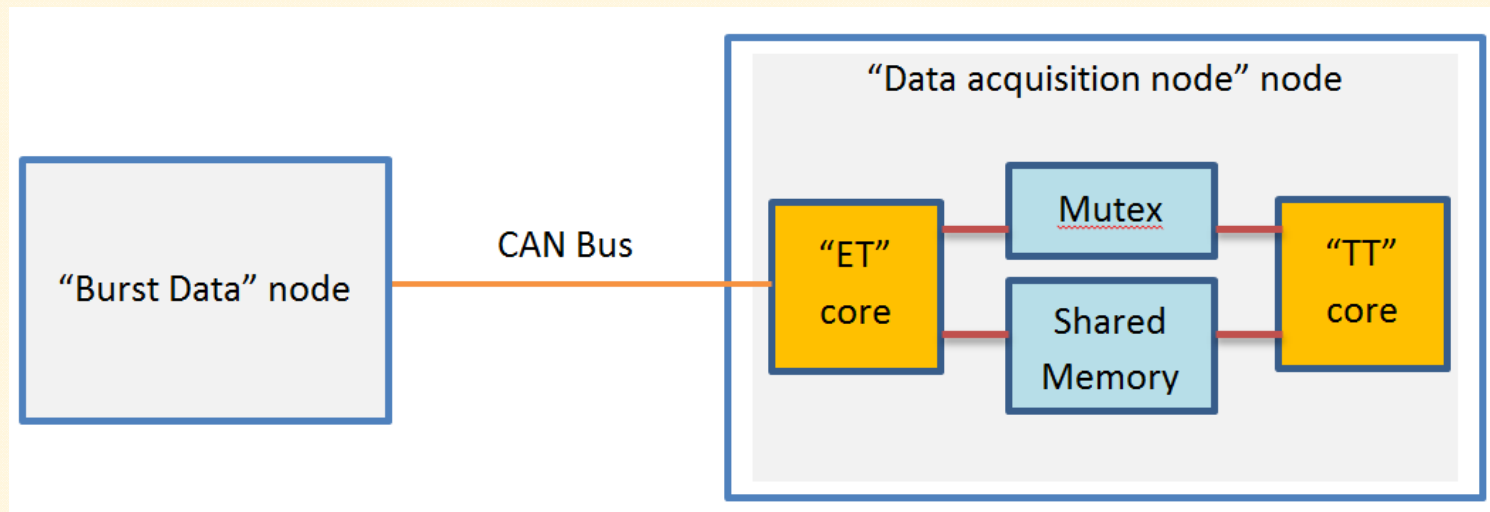 “Data acquisition node” node
“Burst Data” node
CAN Bus
“ET”
core
Mutex
Shared
Memory
“TT”
core